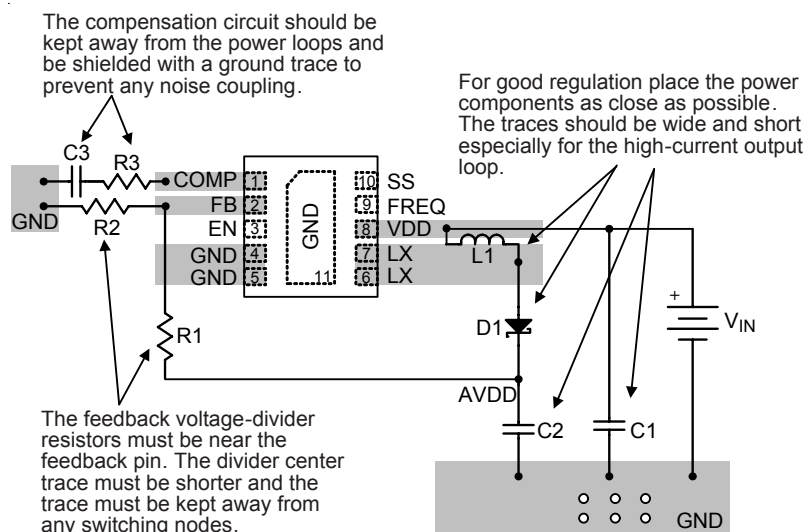 The compensation circuit should be
kept away from the power loops and
be shielded with a ground trace to
prevent any noise coupling.
For good regulation place the power
components as close as possible.
The traces should be wide and short
especially for the high-current output
loop.
C3
R3
GND
R2
COMP 1
FB 2
EN 3
GND 4
GND 5
GND
11
10 SS
9 FREQ
8 VDD
7 LX
6 LX
L1
R1
D1
AVDD
C2
C1
+
VIN
GND
The feedback voltage-divider
resistors must be near the
feedback pin. The divider center
trace must be shorter and the
trace must be kept away from
any switching nodes.